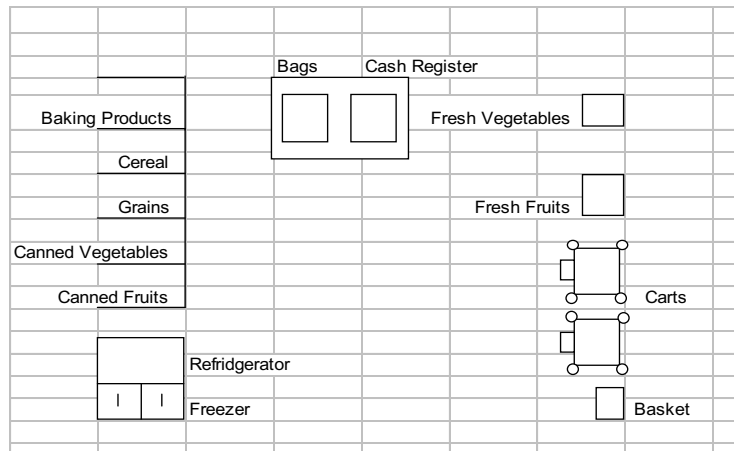 Bags Cash Register
Baking Products
Fresh Vegetables
Cereal
Grains
Fresh Fruits
Canned Vegetables
Canned Fruits
Carts
Refridgerator
Freezer
Basket